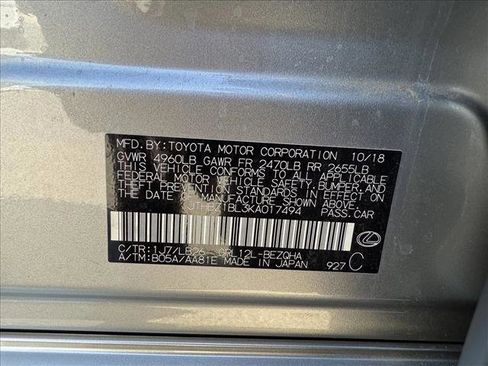 MFD. BY: TOYOTA MOTOR CORPORATION 10/18
GVWR 4960LB GAWR FR 2470LB RR 2655LB
THIS VEHICLE CONFORMS TO ALL APPLICABLE
FEDERAL MOTOR VEHICLE SAFETY, BUMPER, AND
THEFT PREVENTION STANDARDS IN EFFECT ON
THE DATE OF MANUFACTURE SHOWN ABOVE.
PASS.CAR
C/TR: 1J7/LB26
A/TM: B05A/AA81E MADE IN JAPAN 927 C